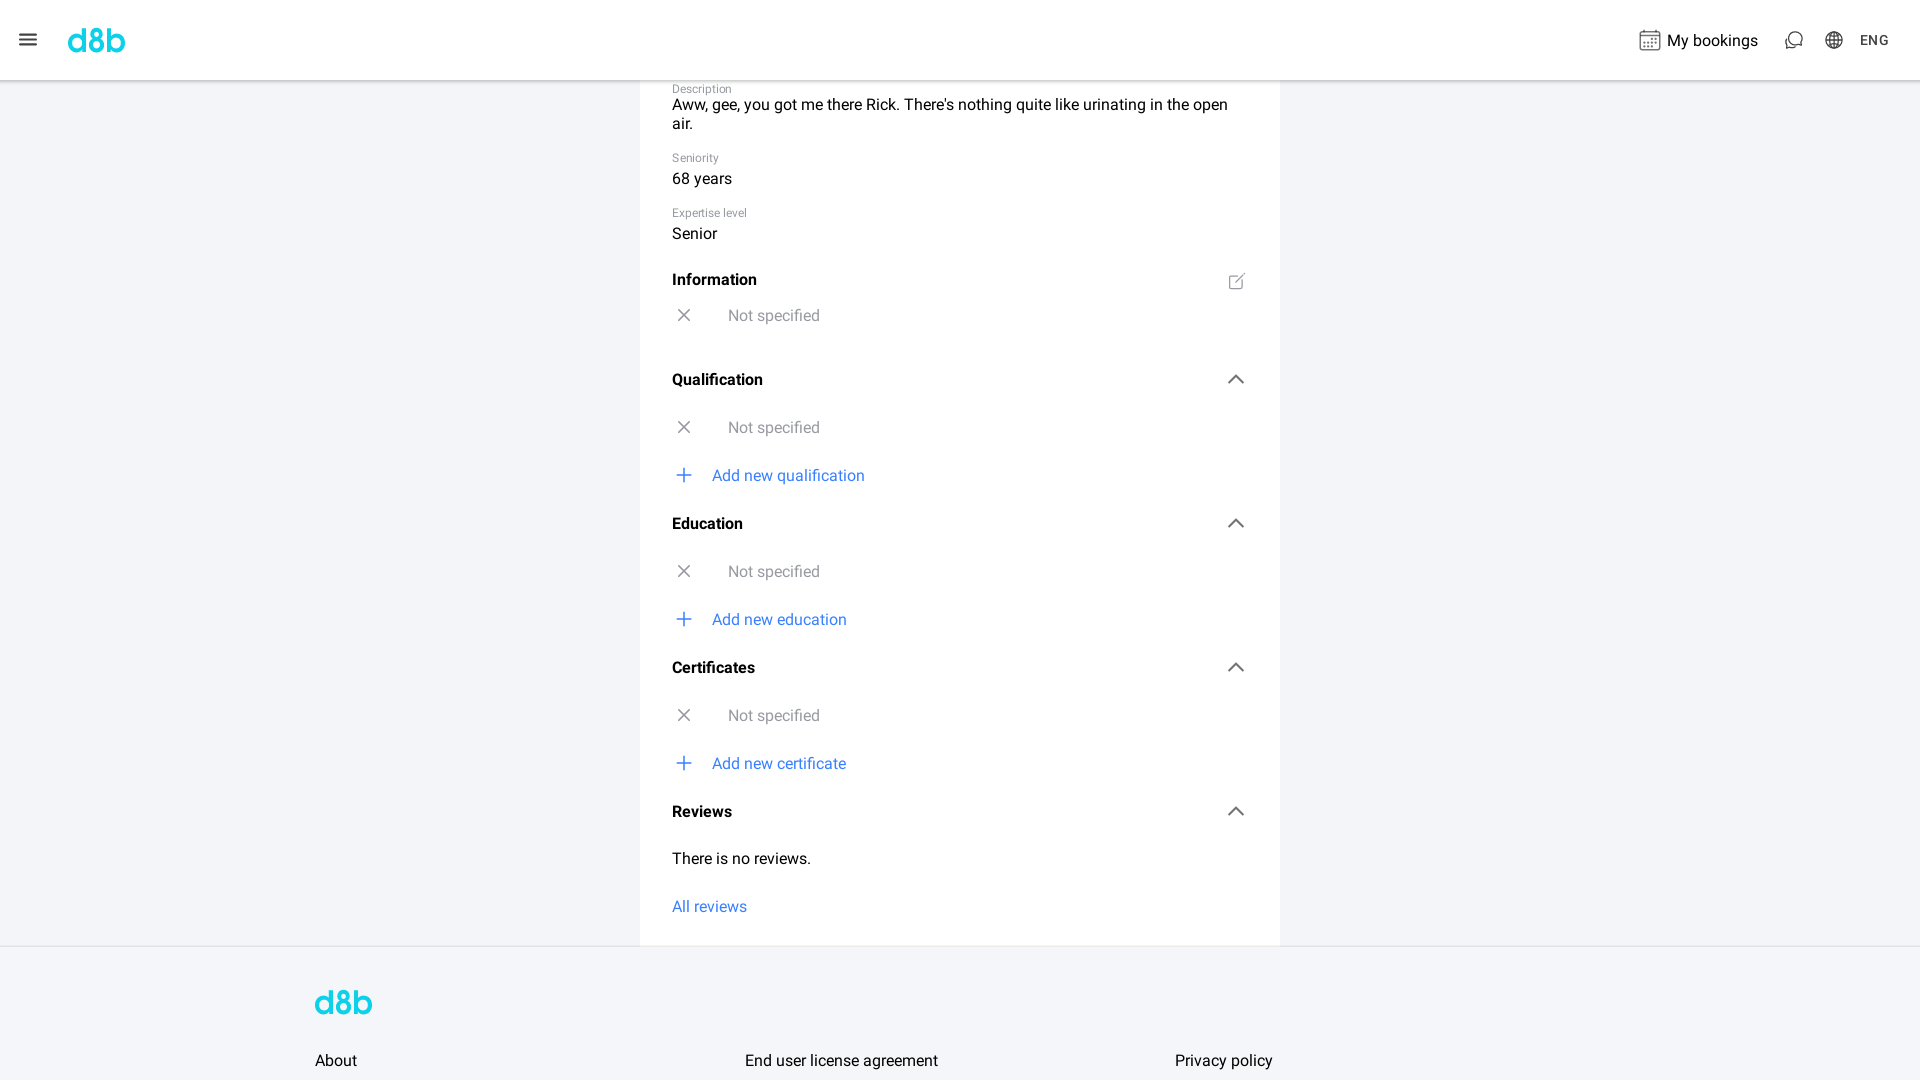 d8b
My bookings
ENG
Description
Aww, gee, you got me there Rick. There's nothing quite like urinating in the open
air.
Seniority
68 years
Expertise level
Senior
Information
Not specified
Qualification
Not specified
Add new qualification
Education
Not specified
Add new education
Certificates
Not specified
Add new certificate
Reviews
There is no reviews.
All reviews
d8b
About
End user license agreement
Privacy policy